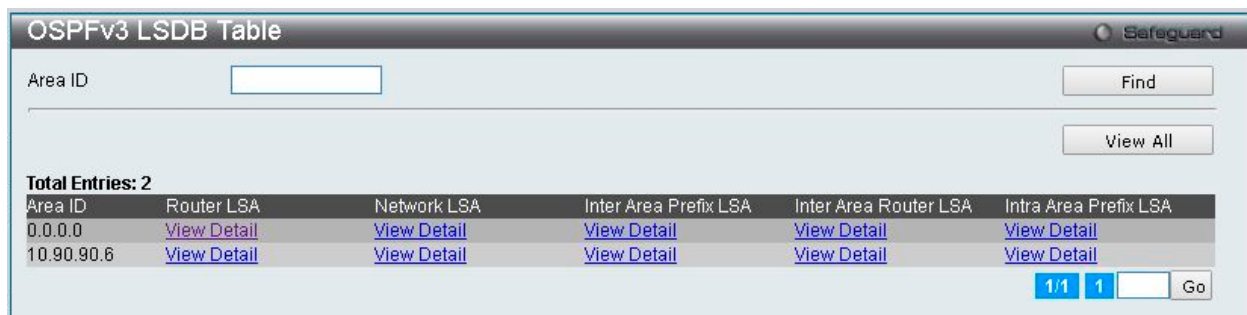 OSPFv3 LSDB Table Safeguard
Area ID Find
View All
Total Entries: 2
Area ID Router LSA Network LSA Inter Area Prefix LSA Inter Area Router LSA Intra Area Prefix LSA
0.0.0.0 View Detail View Detail View Detail View Detail View Detail
10.90.90.6 View Detail View Detail View Detail View Detail View Detail
1/1 1 Go